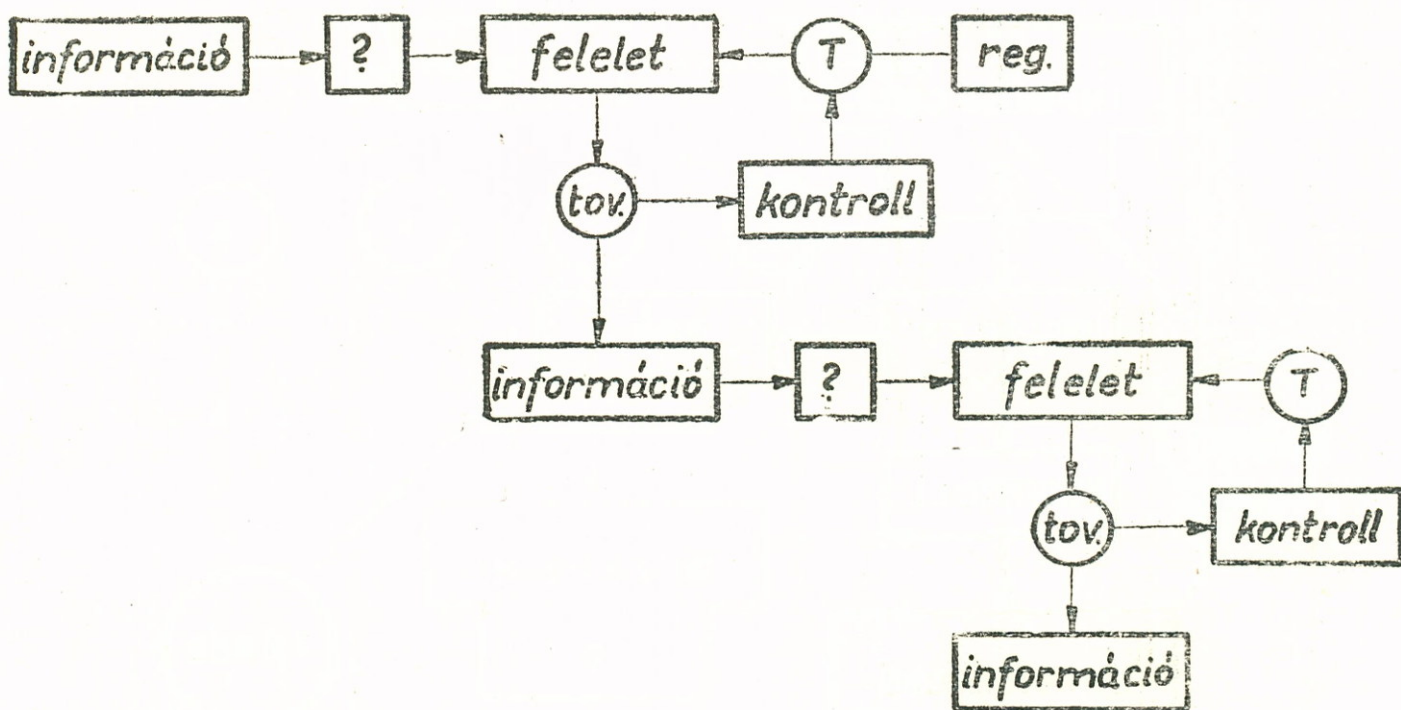 információ ? felelet T reg.
tov. kontroll
információ ? felelet T
tov. kontroll
információ